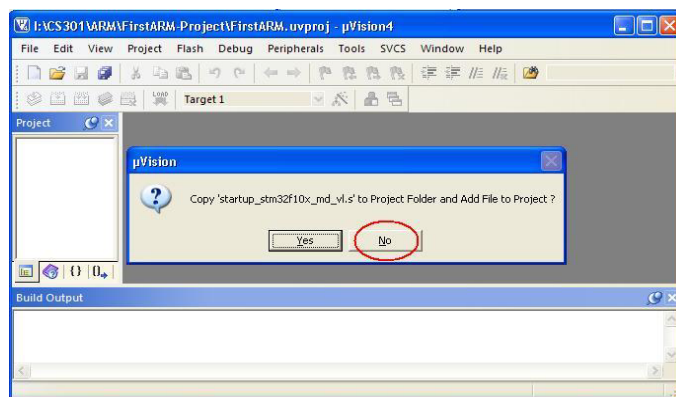 I:\CS301\ARM\FirstARM-Project\FirstARM.uvproj - µVision4
File Edit View Project Flash Debug Peripherals Tools SVCS Window Help
Target 1
Project
µVision
Copy 'startup_stm32f10x_md_vl.s' to Project Folder and Add File to Project ?
Yes No
Build Output